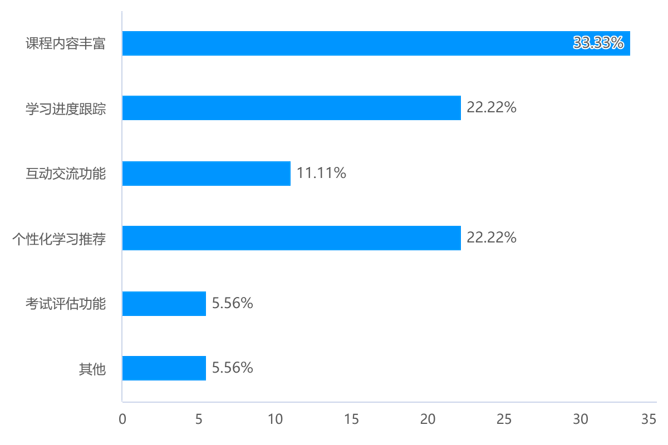 课程内容丰富 33.33%
学习进度跟踪 22.22%
互动交流功能 11.11%
个性化学习推荐 22.22%
考试评估功能 5.56%
其他 5.56%
0 5 10 15 20 25 30 35